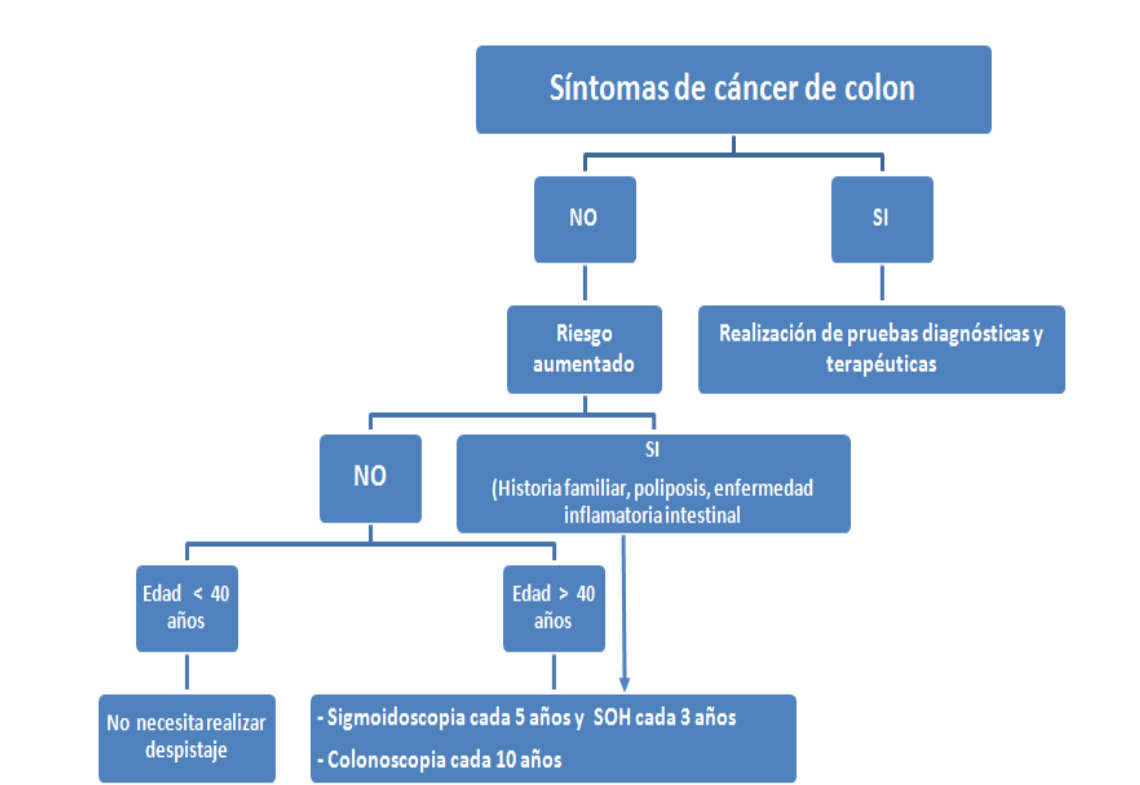 Síntomas de cáncer de colon
NO
SI
Riesgo
aumentado
Realización de pruebas diagnósticas y
terapéuticas
NO
SI
(Historia familiar, poliposis, enfermedad
inflamatoria intestinal
Edad < 40
años
Edad > 40
años
No necesita realizar
despistaje
- Sigmoidoscopia cada 5 años y SOH cada 3 años
- Colonoscopia cada 10 años